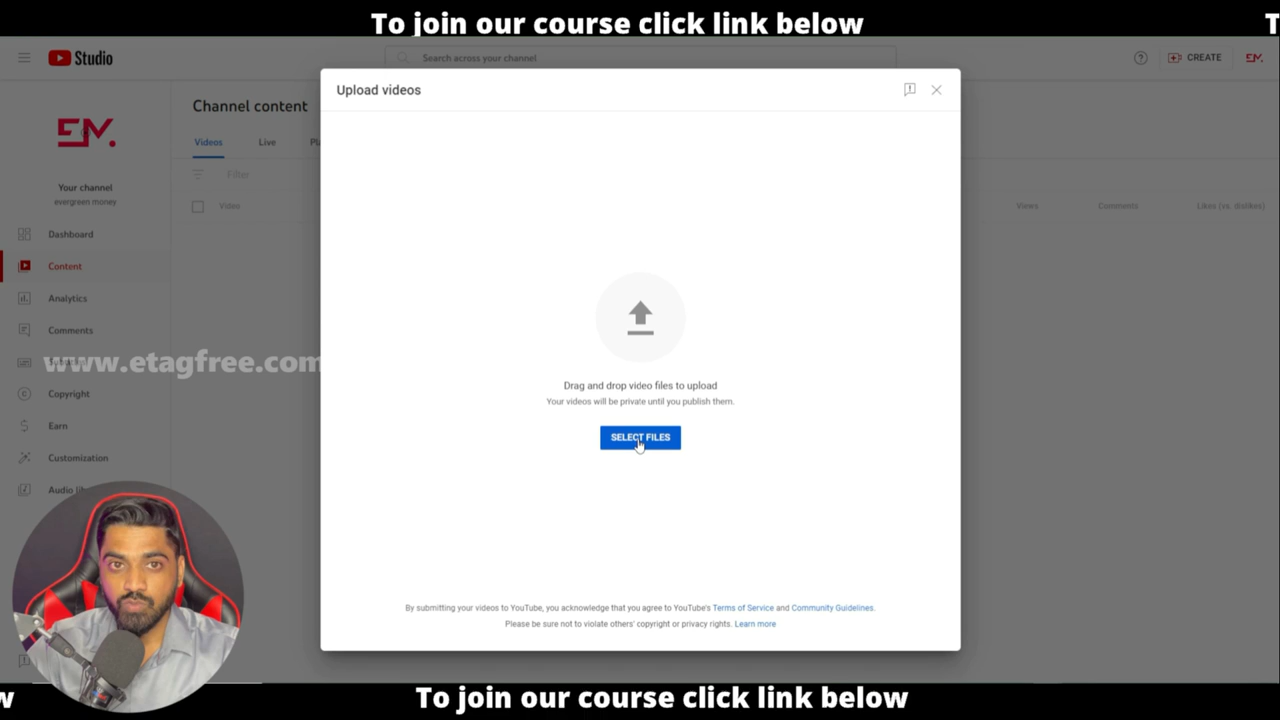 To join our course click link below
T
Studio
Search across your channel
CREATE
EM.
Upload videos
Channel content
Videos
Live
Filter
Video
Views
Comments
Likes (vs. dislikes)
EM.
Your channel
evergreen money
Dashboard
Content
Analytics
Comments
www.etagfree.com
Copyright
Earn
Customization
Audio
Drag and drop video files to upload
Your videos will be private until you publish them.
SELECT FILES
By submitting your videos to YouTube, you acknowledge that you agree to YouTube's Terms of Service and Community Guidelines.
Please be sure not to violate others' copyright or privacy rights. Learn more
w
To join our course click link below